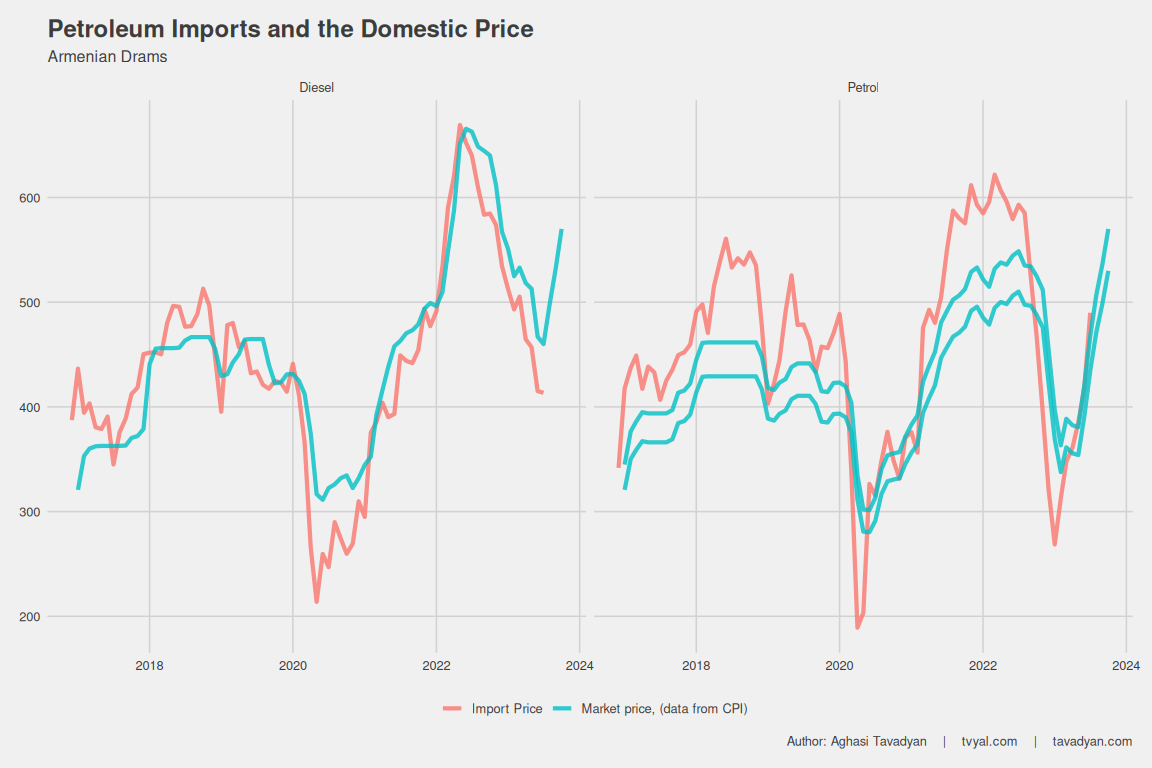 Petroleum Imports and the Domestic Price
Armenian Drams
Diesel
Petrol
600
500
400
300
200
2018
2020
2022
2024
2018
2020
2022
2024
Import Price
Market price, (data from CPI)
Author: Aghasi Tavadyan | tvyal.com | tavadyan.com